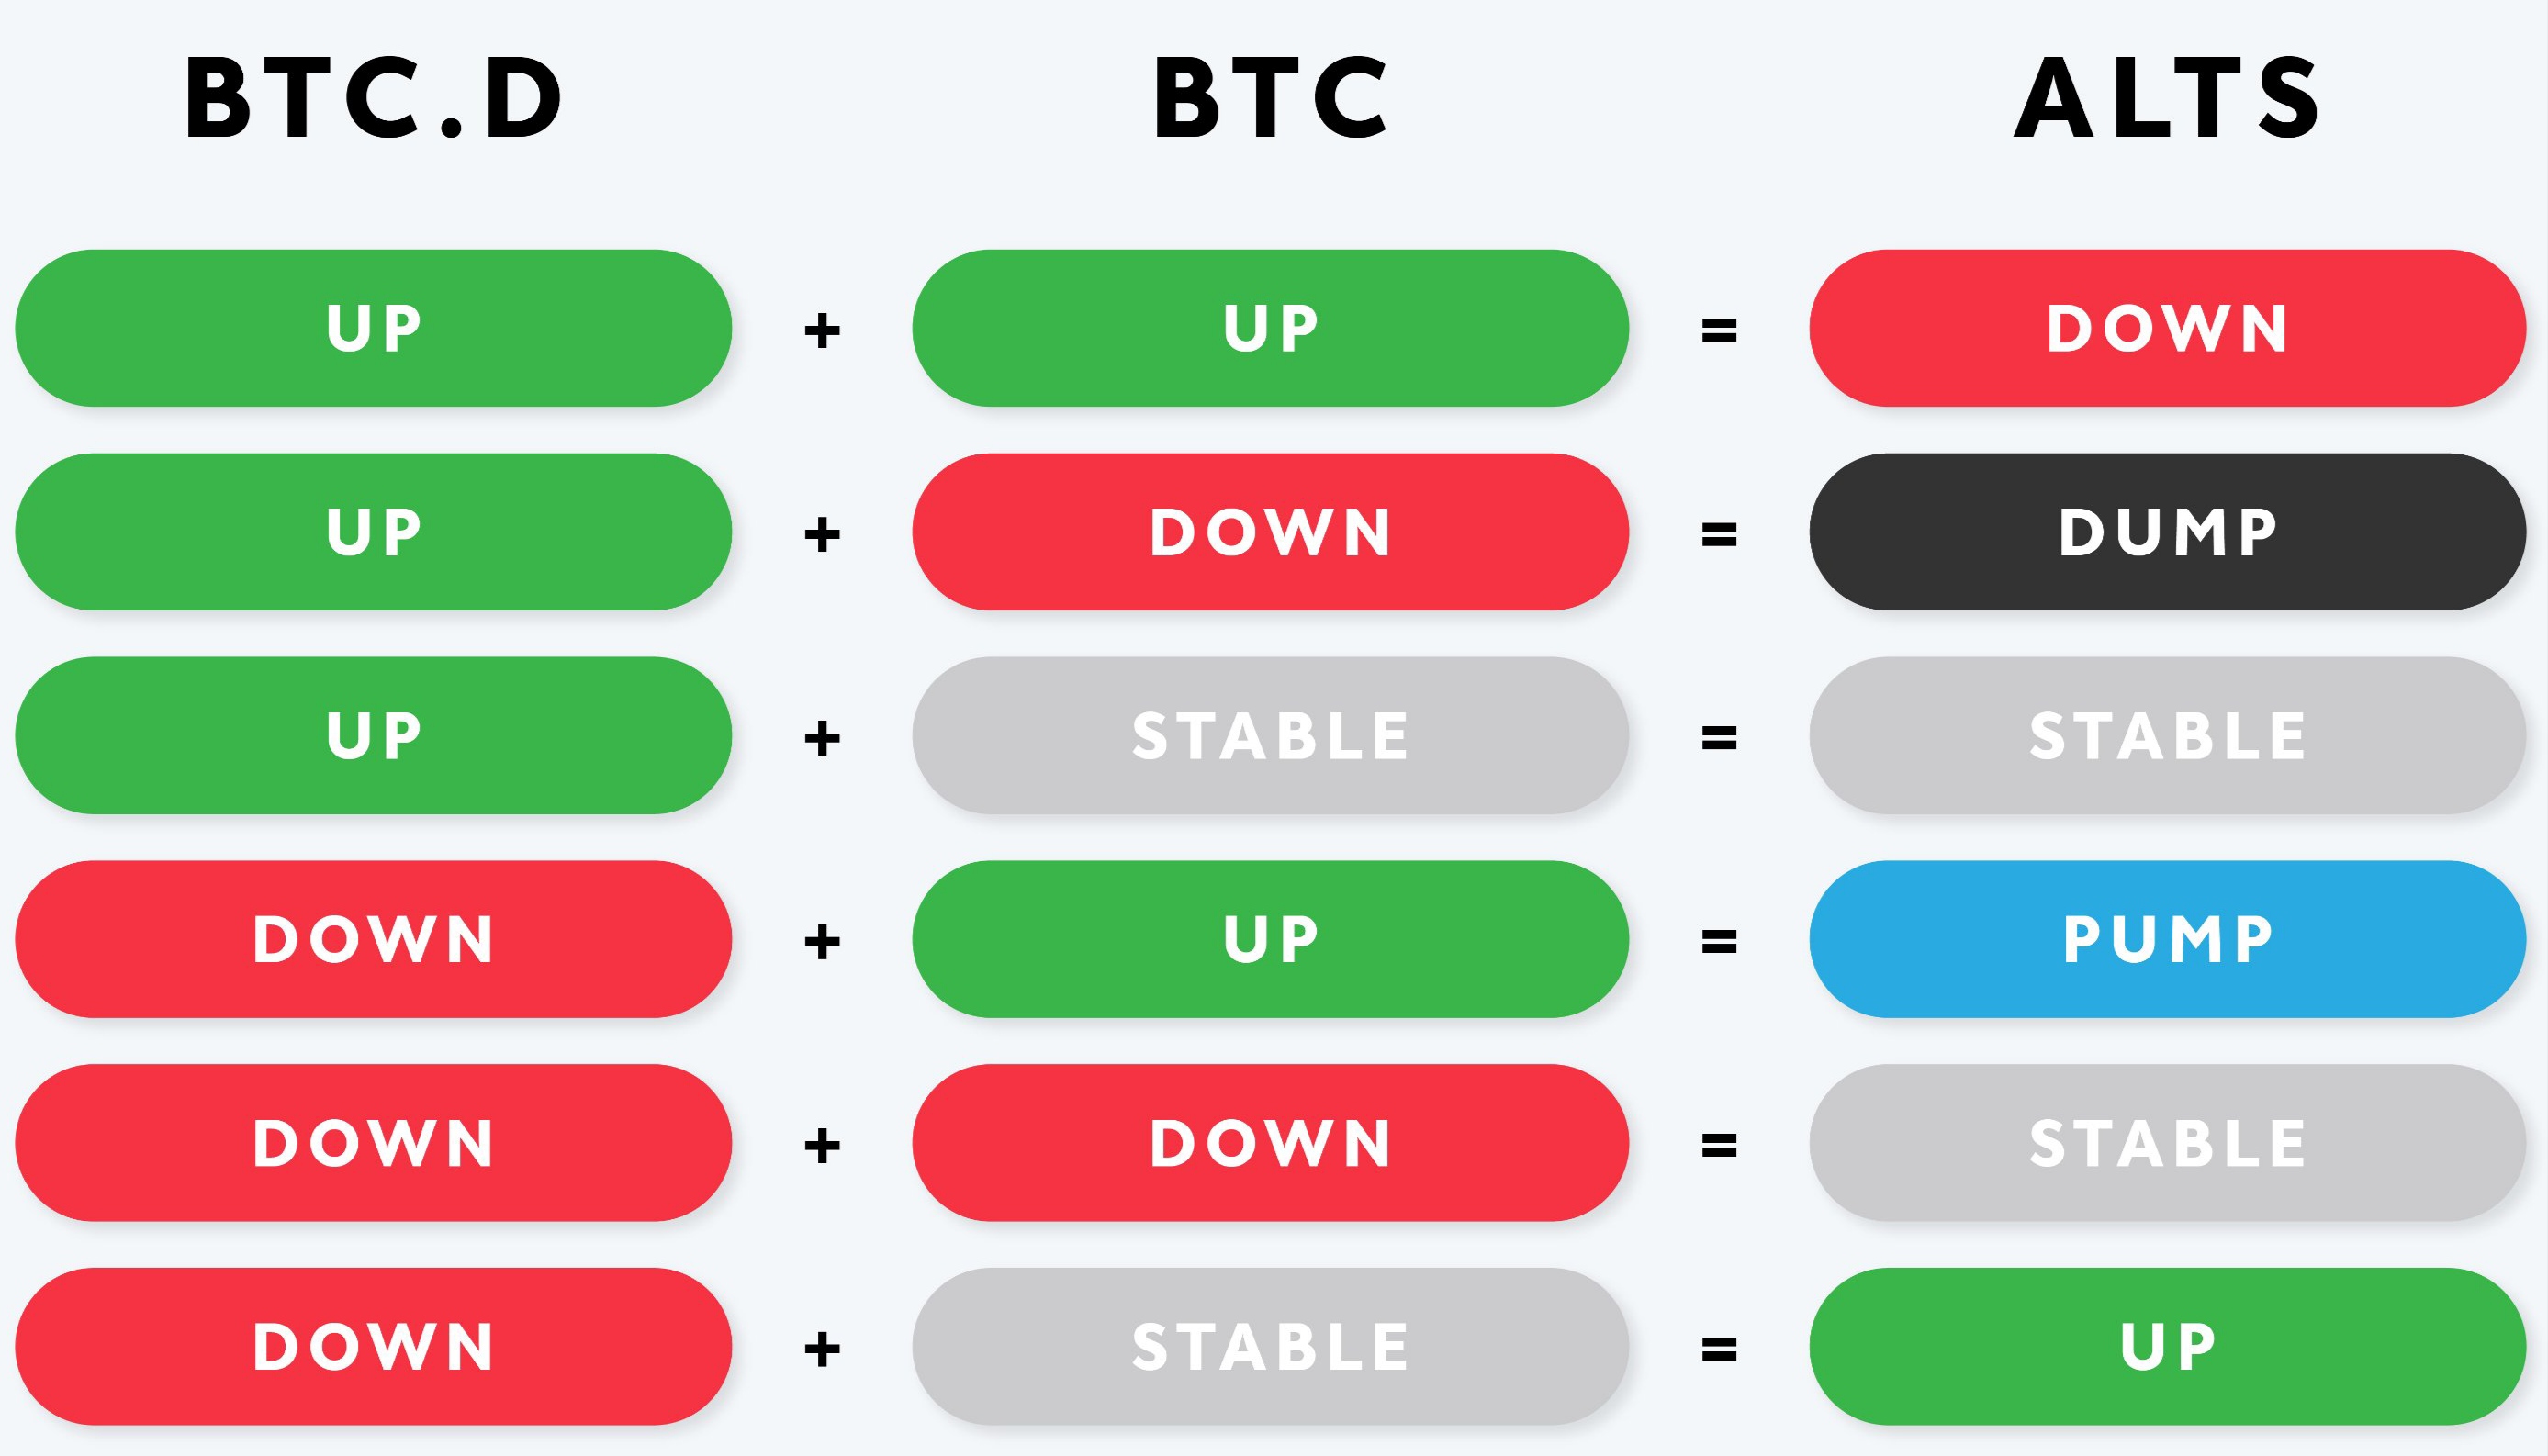 BTC.D BTC ALTS
UP + UP = DOWN
UP + DOWN = DUMP
UP + STABLE = STABLE
DOWN + UP = PUMP
DOWN + DOWN = STABLE
DOWN + STABLE = UP